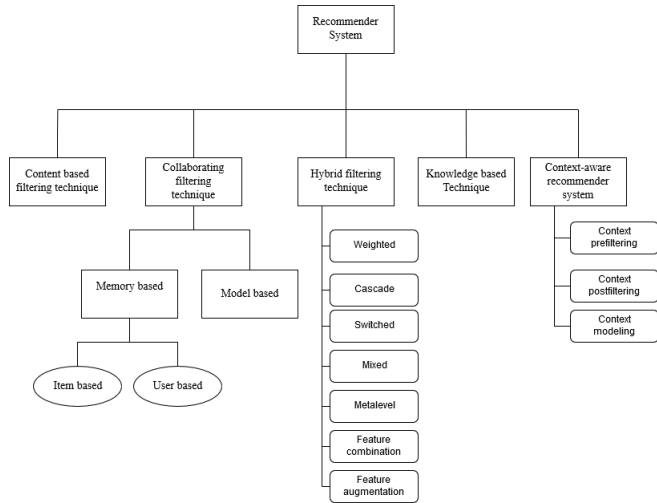 Recommender
System
Content based
filtering technique
Collaborating
filtering
technique
Hybrid filtering
technique
Knowledge based
Technique
Context-aware
recommender
system
Memory based
Model based
Item based
User based
Weighted
Cascade
Switched
Mixed
Metalevel
Feature
combination
Feature
augmentation
Context
prefiltering
Context
postfiltering
Context
modeling